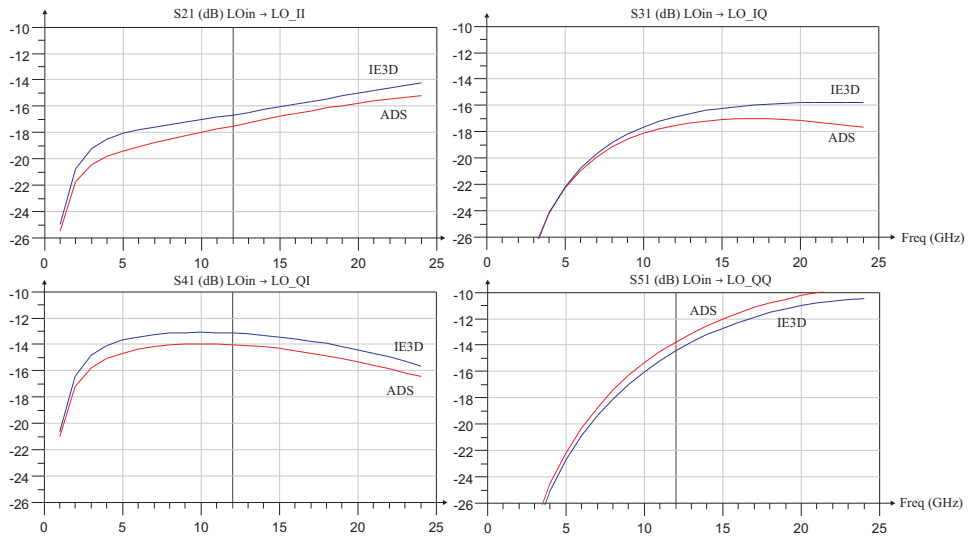 S21 (dB) LOin → LO_II
-10
-12
-14
-16
-18
-20
-22
-24
-26
0 5 10 15 20 25
IE3D
ADS
S31 (dB) LOin → LO_IQ
-10
-12
-14
-16
-18
-20
-22
-24
-26
0 5 10 15 20 25
IE3D
ADS
Freq (GHz)
S41 (dB) LOin → LO_QI
-10
-12
-14
-16
-18
-20
-22
-24
-26
0 5 10 15 20 25
IE3D
ADS
S51 (dB) LOin → LO_QQ
-10
-12
-14
-16
-18
-20
-22
-24
-26
0 5 10 15 20 25
ADS
IE3D
Freq (GHz)